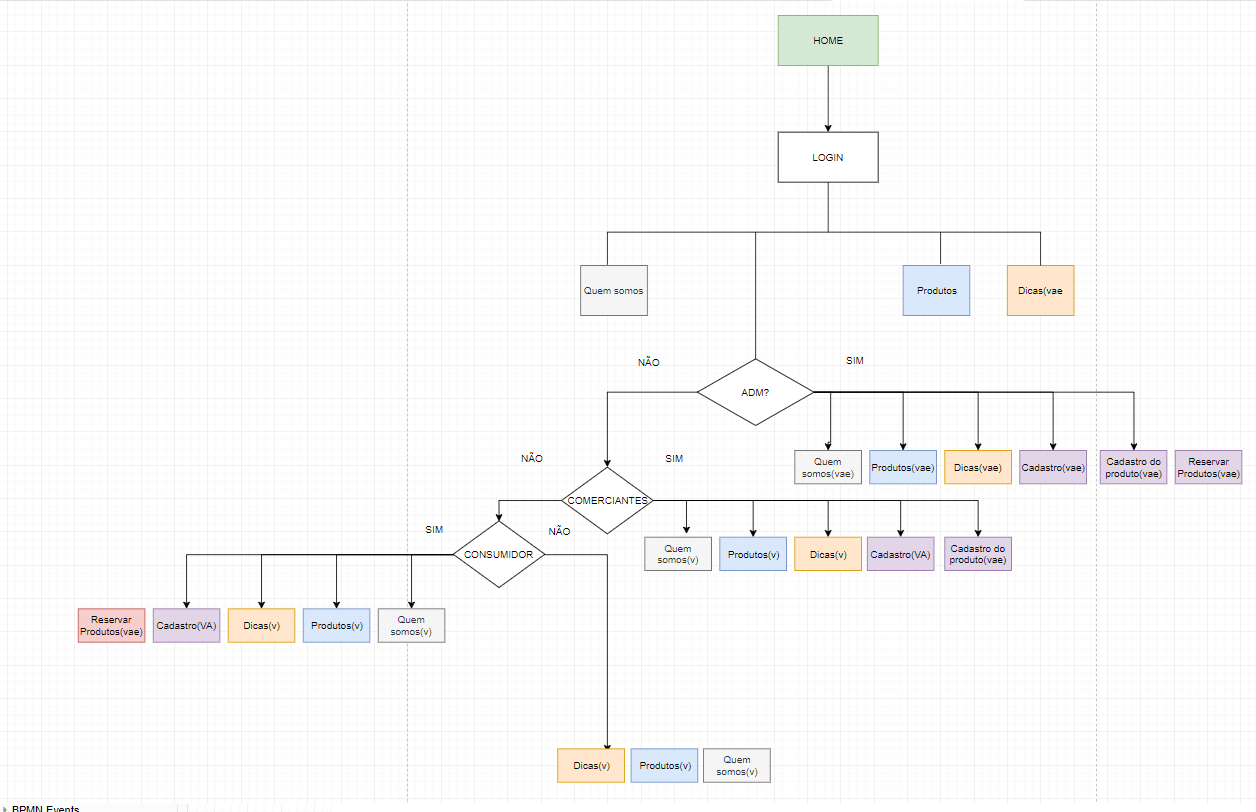 HOME
LOGIN
Quem somos
Produtos
Dicas(vae
NÃO
SIM
ADM?
NÃO
SIM
Quem
somos(vae)
Produtos(vae)
Dicas(vae)
Cadastro(vae)
Cadastro do
produto(vae)
Reservar
Produtos(vae)
COMERCIANTES
SIM
NÃO
Quem
somos(v)
Produtos(v)
Dicas(v)
Cadastro(VA)
Cadastro do
produto(vae)
CONSUMIDOR
Reservar
Produtos(vae)
Cadastro(VA)
Dicas(v)
Produtos(v)
Quem
somos(v)
Dicas(v)
Produtos(v)
Quem
somos(v)
BPMN Events